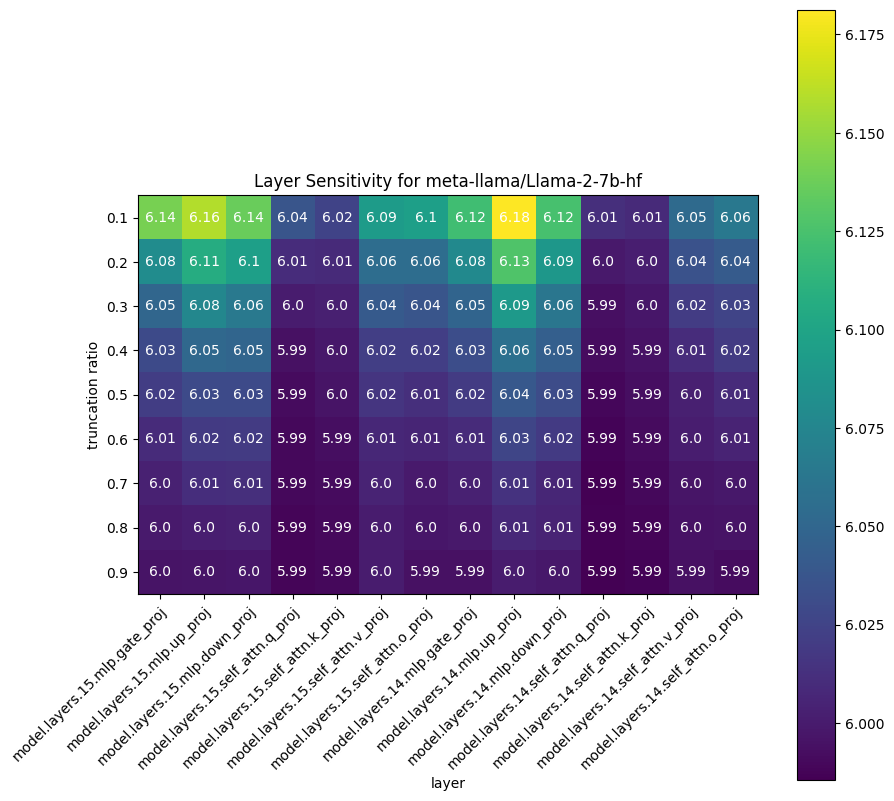 Layer Sensitivity for meta-llama/Llama-2-7b-hf
truncation ratio
0.1 6.14 6.16 6.14 6.04 6.02 6.09 6.1 6.12 6.18 6.12 6.01 6.01 6.05 6.06
0.2 6.08 6.11 6.1 6.01 6.01 6.06 6.06 6.08 6.13 6.09 6.0 6.0 6.04 6.04
0.3 6.05 6.08 6.06 6.0 6.0 6.04 6.04 6.05 6.09 6.06 5.99 6.0 6.02 6.03
0.4 6.03 6.05 6.05 5.99 6.0 6.02 6.02 6.03 6.06 6.05 5.99 5.99 6.01 6.02
0.5 6.02 6.03 6.03 5.99 6.0 6.02 6.01 6.02 6.04 6.03 5.99 5.99 6.0 6.01
0.6 6.01 6.02 6.02 5.99 5.99 6.01 6.01 6.01 6.03 6.02 5.99 5.99 6.0 6.01
0.7 6.0 6.01 6.01 5.99 5.99 6.0 6.0 6.0 6.01 6.01 5.99 5.99 6.0 6.0
0.8 6.0 6.0 6.0 5.99 5.99 6.0 6.0 6.0 6.01 6.01 5.99 5.99 6.0 6.0
0.9 6.0 6.0 6.0 5.99 5.99 6.0 5.99 5.99 6.0 6.0 5.99 5.99 5.99 5.99
model.layers.15.mlp.gate_proj
model.layers.15.mlp.up_proj
model.layers.15.mlp.down_proj
model.layers.15.self_attn.q_proj
model.layers.15.self_attn.k_proj
model.layers.15.self_attn.v_proj
model.layers.15.self_attn.o_proj
model.layers.14.mlp.gate_proj
model.layers.14.mlp.up_proj
model.layers.14.mlp.down_proj
model.layers.14.self_attn.q_proj
model.layers.14.self_attn.k_proj
model.layers.14.self_attn.v_proj
model.layers.14.self_attn.o_proj
layer
6.175
6.150
6.125
6.100
6.075
6.050
6.025
6.000